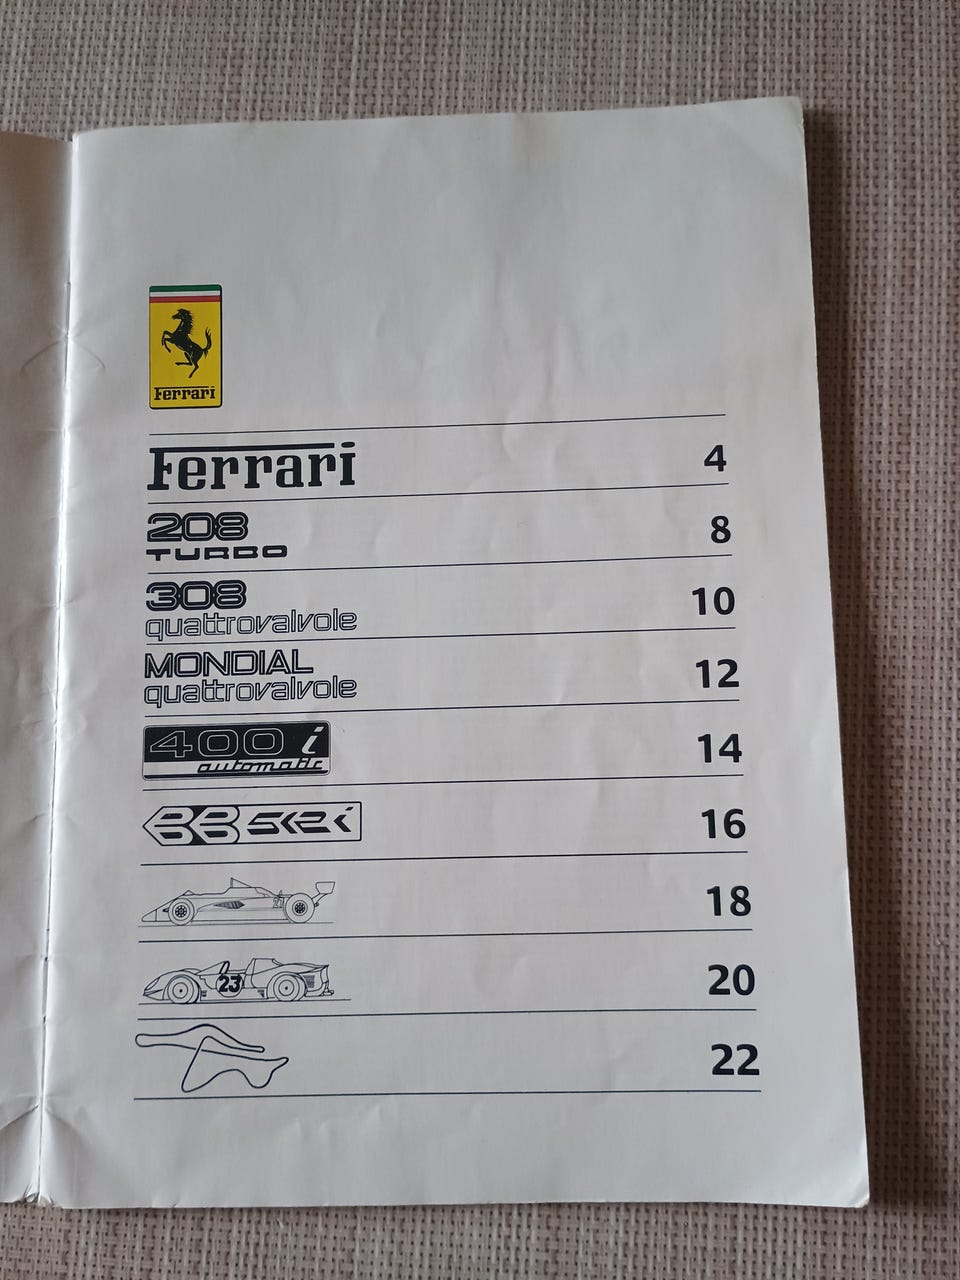 Ferrari
Ferrari 4
208
TURBO 8
308
quattrovalvole 10
MONDIAL
quattrovalvole 12
400 i
automatic 14
BB 512 i 16
27 18
23 20
22